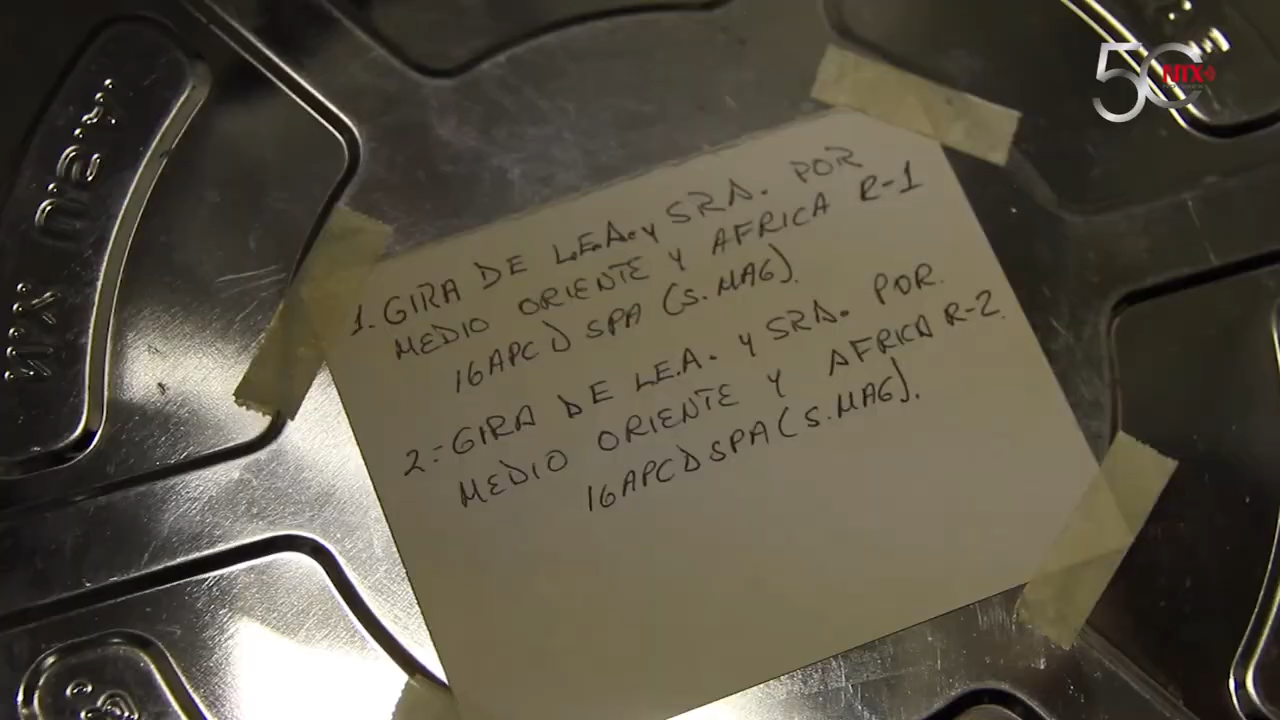 50 NTX
1. GIRA DE L.E.A. y SRA. POR
MEDIO ORIENTE Y AFRICA R-1
16APCD SPA (S. MAG).
2= GIRA DE L.E.A. Y SRA. POR.
MEDIO ORIENTE Y AFRICA R-2.
16APCD SPA (S. MAG).